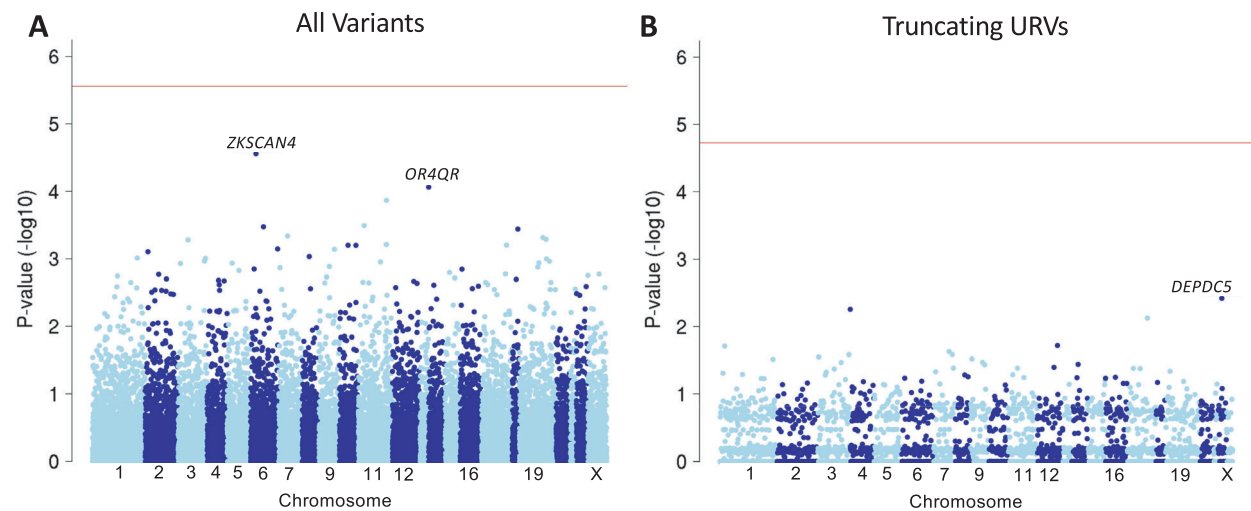 A
All Variants
P-value (-log10)
6
5
4
3
2
1
0
ZKSCAN4
OR4QR
1 2 3 4 5 6 7 9 11 12 16 19 X
Chromosome
B
Truncating URVs
P-value (-log10)
6
5
4
3
2
1
0
DEPDC5
1 2 3 4 5 6 7 9 11 12 16 19 X
Chromosome